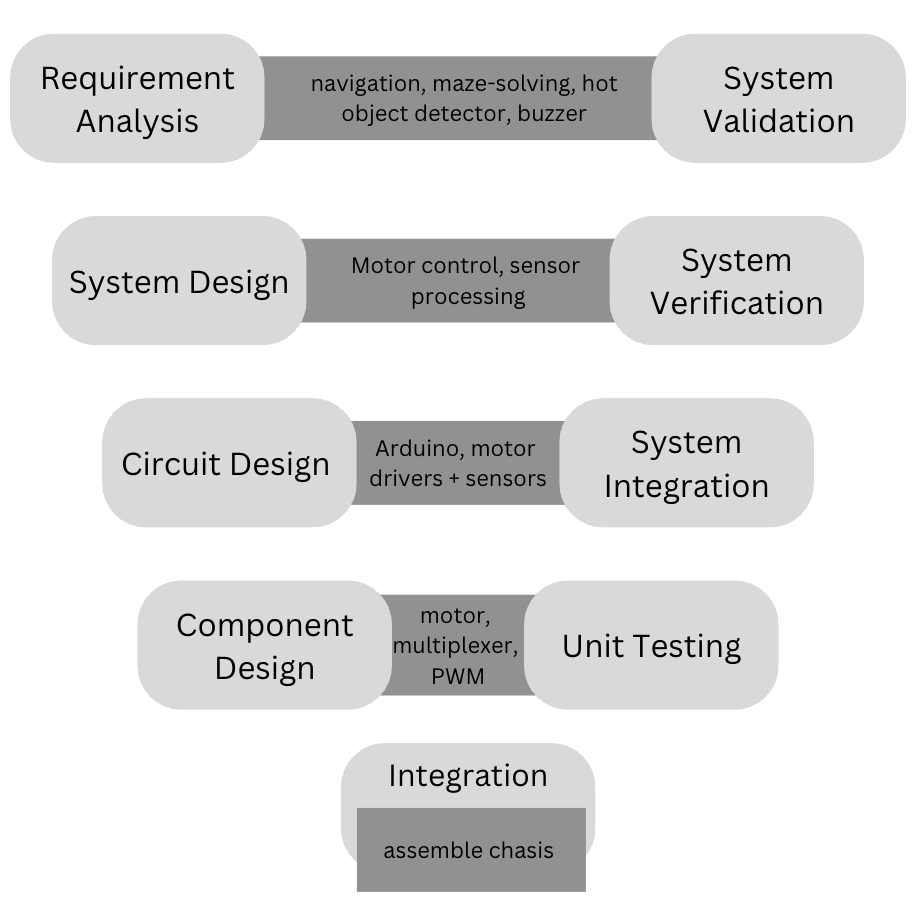 Requirement
Analysis
navigation, maze-solving, hot
object detector, buzzer
System
Validation
System Design
Motor control, sensor
processing
System
Verification
Circuit Design
Arduino, motor
drivers + sensors
System
Integration
Component
Design
motor,
multiplexer,
PWM
Unit Testing
Integration
assemble chasis